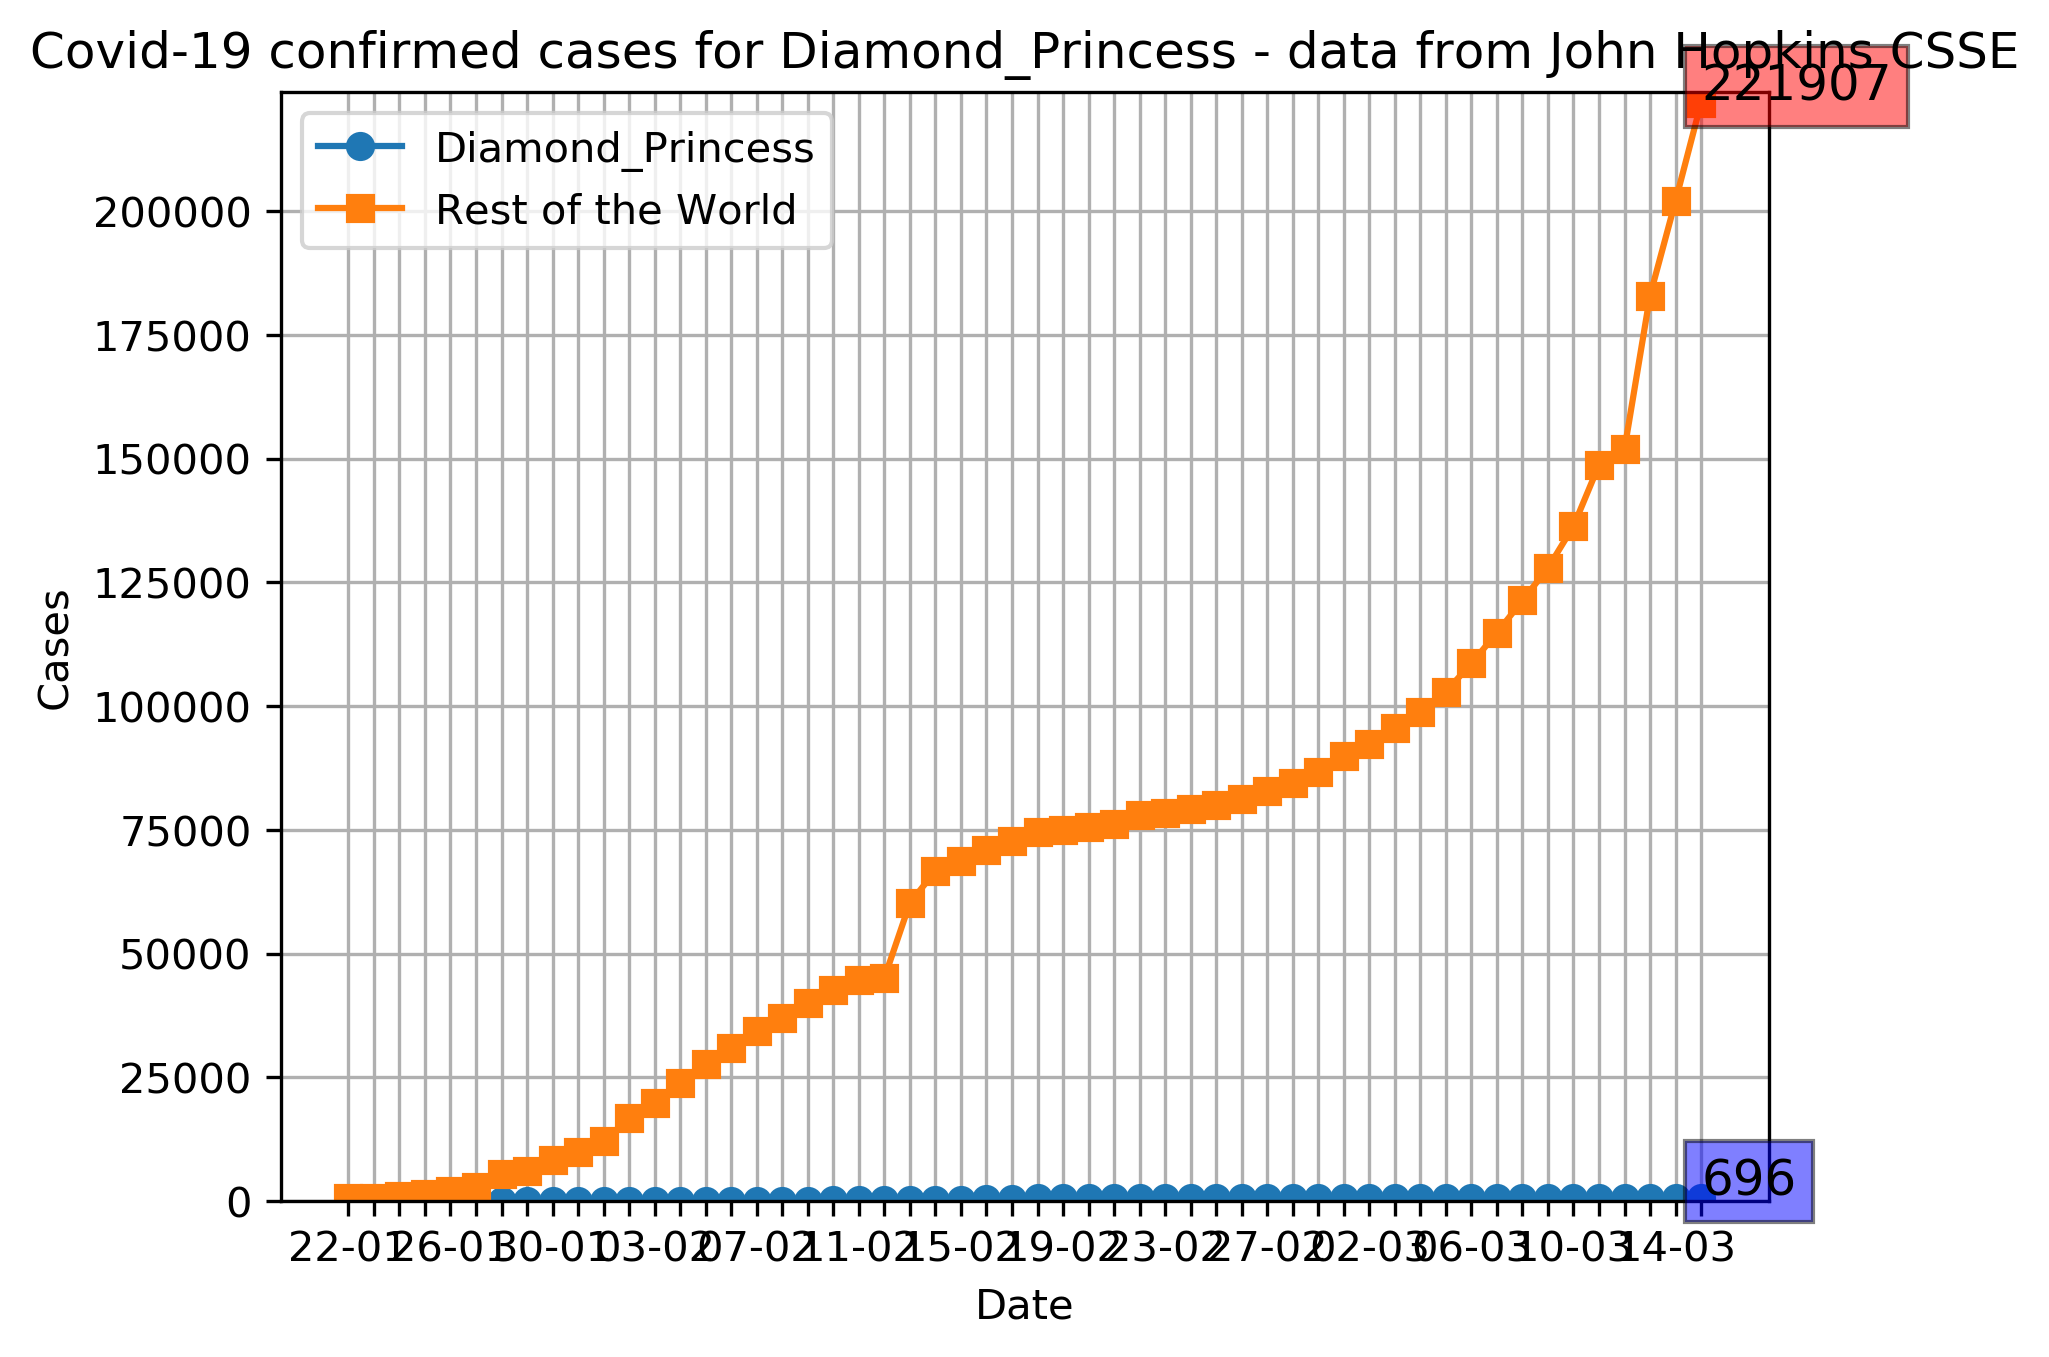 Covid-19 confirmed cases for Diamond_Princess - data from John Hopkins CSSE
221907
Diamond_Princess
Rest of the World
200000
175000
150000
125000
100000
75000
50000
25000
0
Cases
696
22-01 26-01 30-01 03-02 07-02 11-02 15-02 19-02 23-02 27-02 02-03 06-03 10-03 14-03
Date